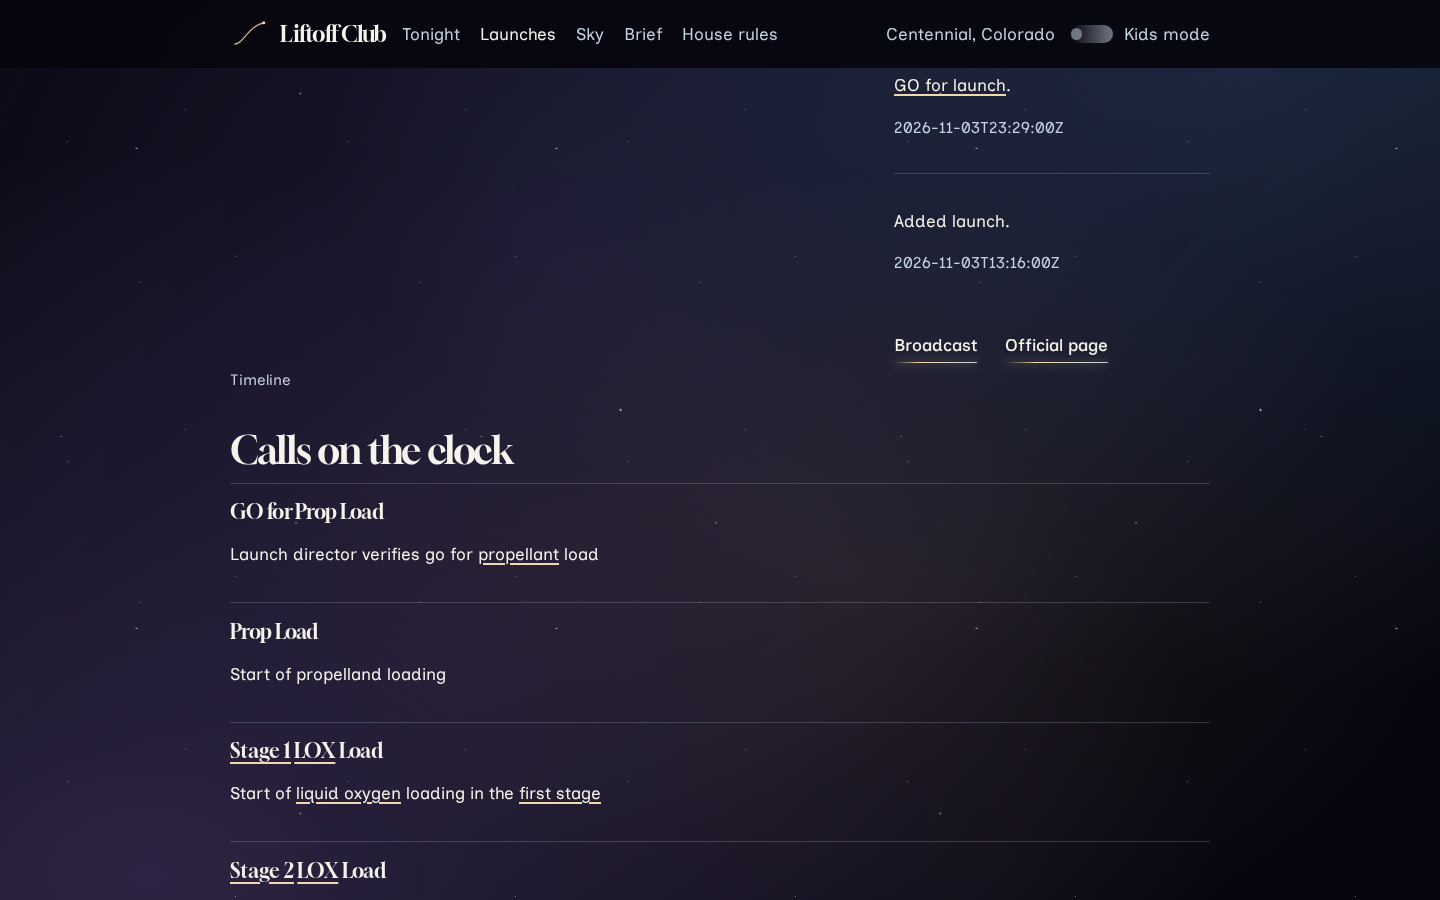 Liftoff Club Tonight Launches Sky Brief House rules Centennial, Colorado Kids mode
GO for launch.
2026-11-03T23:29:00Z
Added launch.
2026-11-03T13:16:00Z
Broadcast Official page
Timeline
Calls on the clock
GO for Prop Load
Launch director verifies go for propellant load
Prop Load
Start of propelland loading
Stage 1 LOX Load
Start of liquid oxygen loading in the first stage
Stage 2 LOX Load